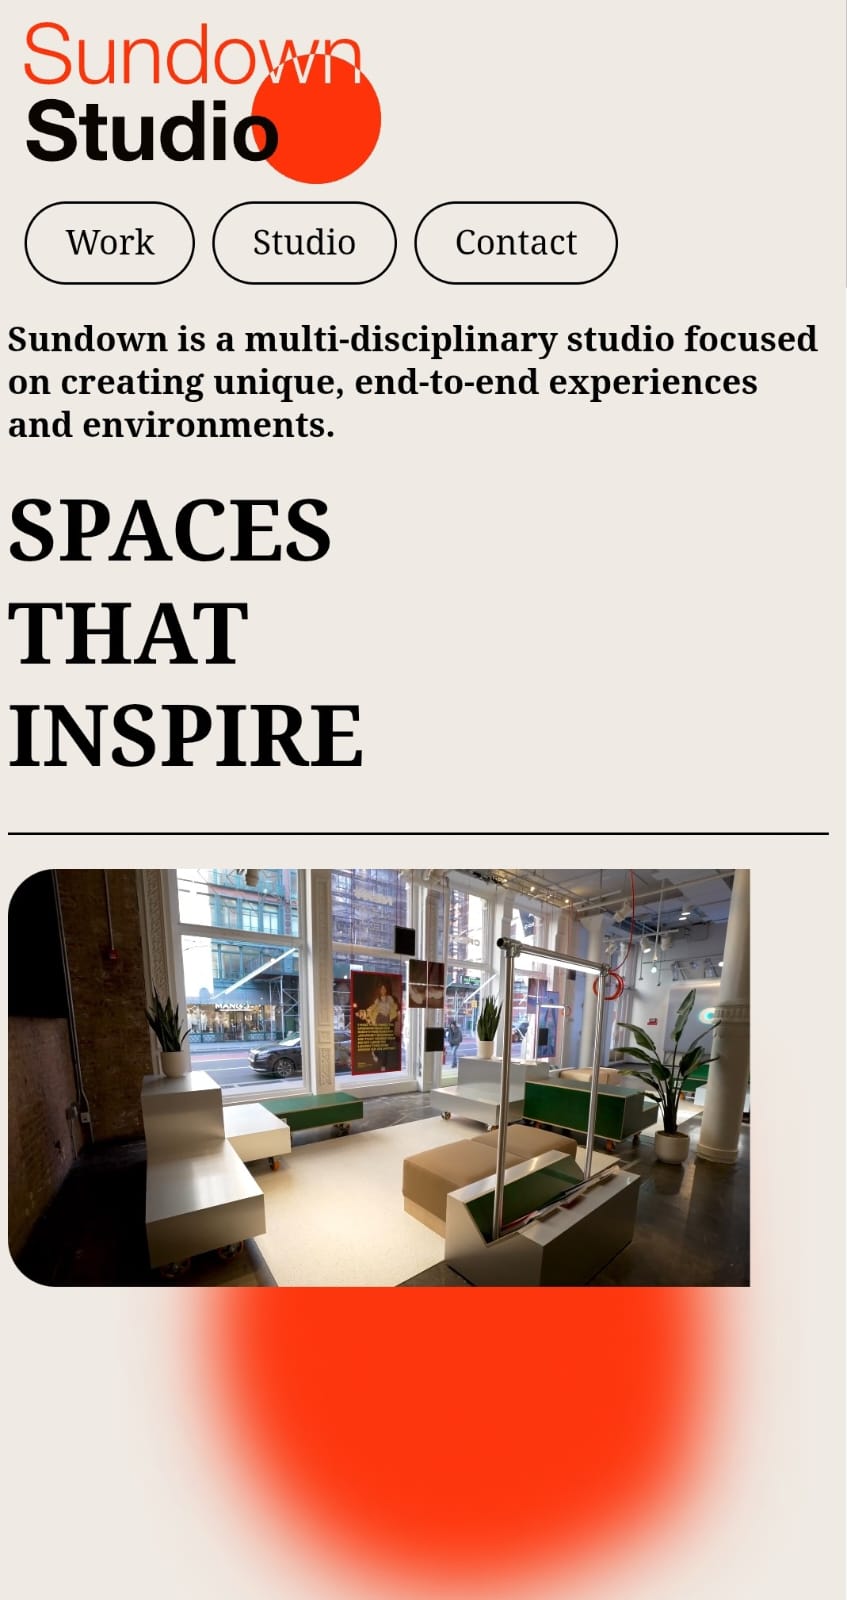 Sundown
Studio
Work Studio Contact
Sundown is a multi-disciplinary studio focused
on creating unique, end-to-end experiences
and environments.
SPACES
THAT
INSPIRE
MANGO